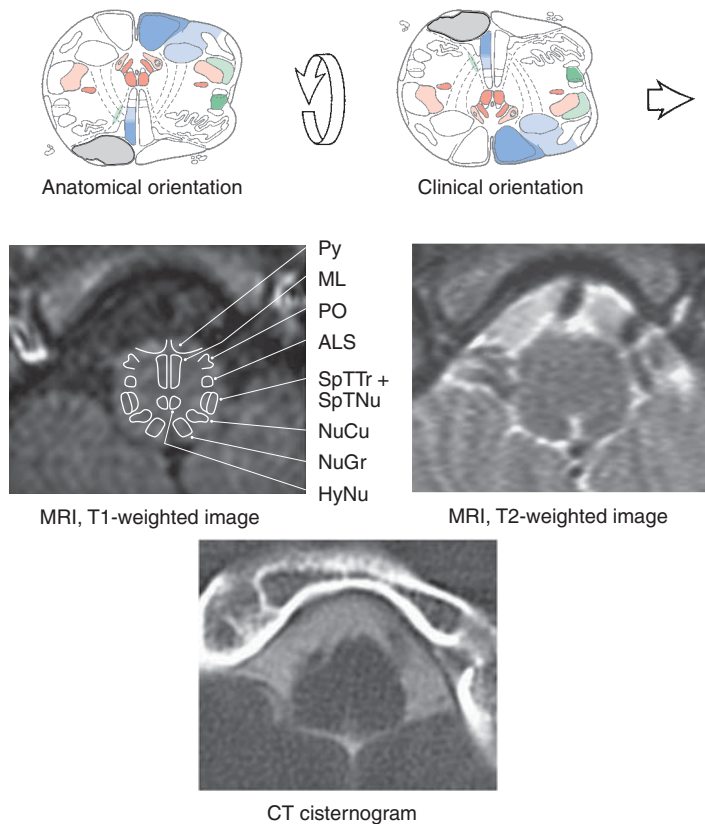 Anatomical orientation
Clinical orientation
Py
ML
PO
ALS
SpTTr +
SpTNu
NuCu
NuGr
HyNu
MRI, T1-weighted image
MRI, T2-weighted image
CT cisternogram